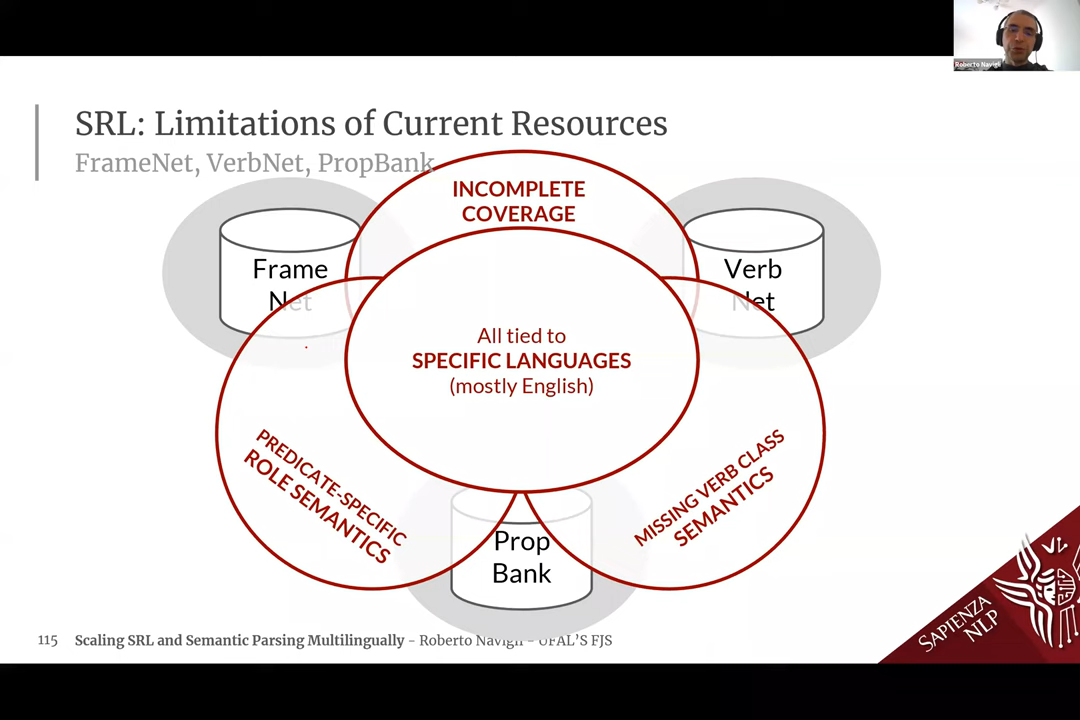 Roberto Navigli
SRL: Limitations of Current Resources
FrameNet, VerbNet, PropBank
INCOMPLETE
COVERAGE
Frame
Net
Verb
Net
All tied to
SPECIFIC LANGUAGES
(mostly English)
PREDICATE-SPECIFIC
ROLE SEMANTICS
MISSING VERB CLASS
SEMANTICS
Prop
Bank
115 Scaling SRL and Semantic Parsing Multilingually - Roberto Navigli - UFAL'S FJS
SAPIENZA
NLP